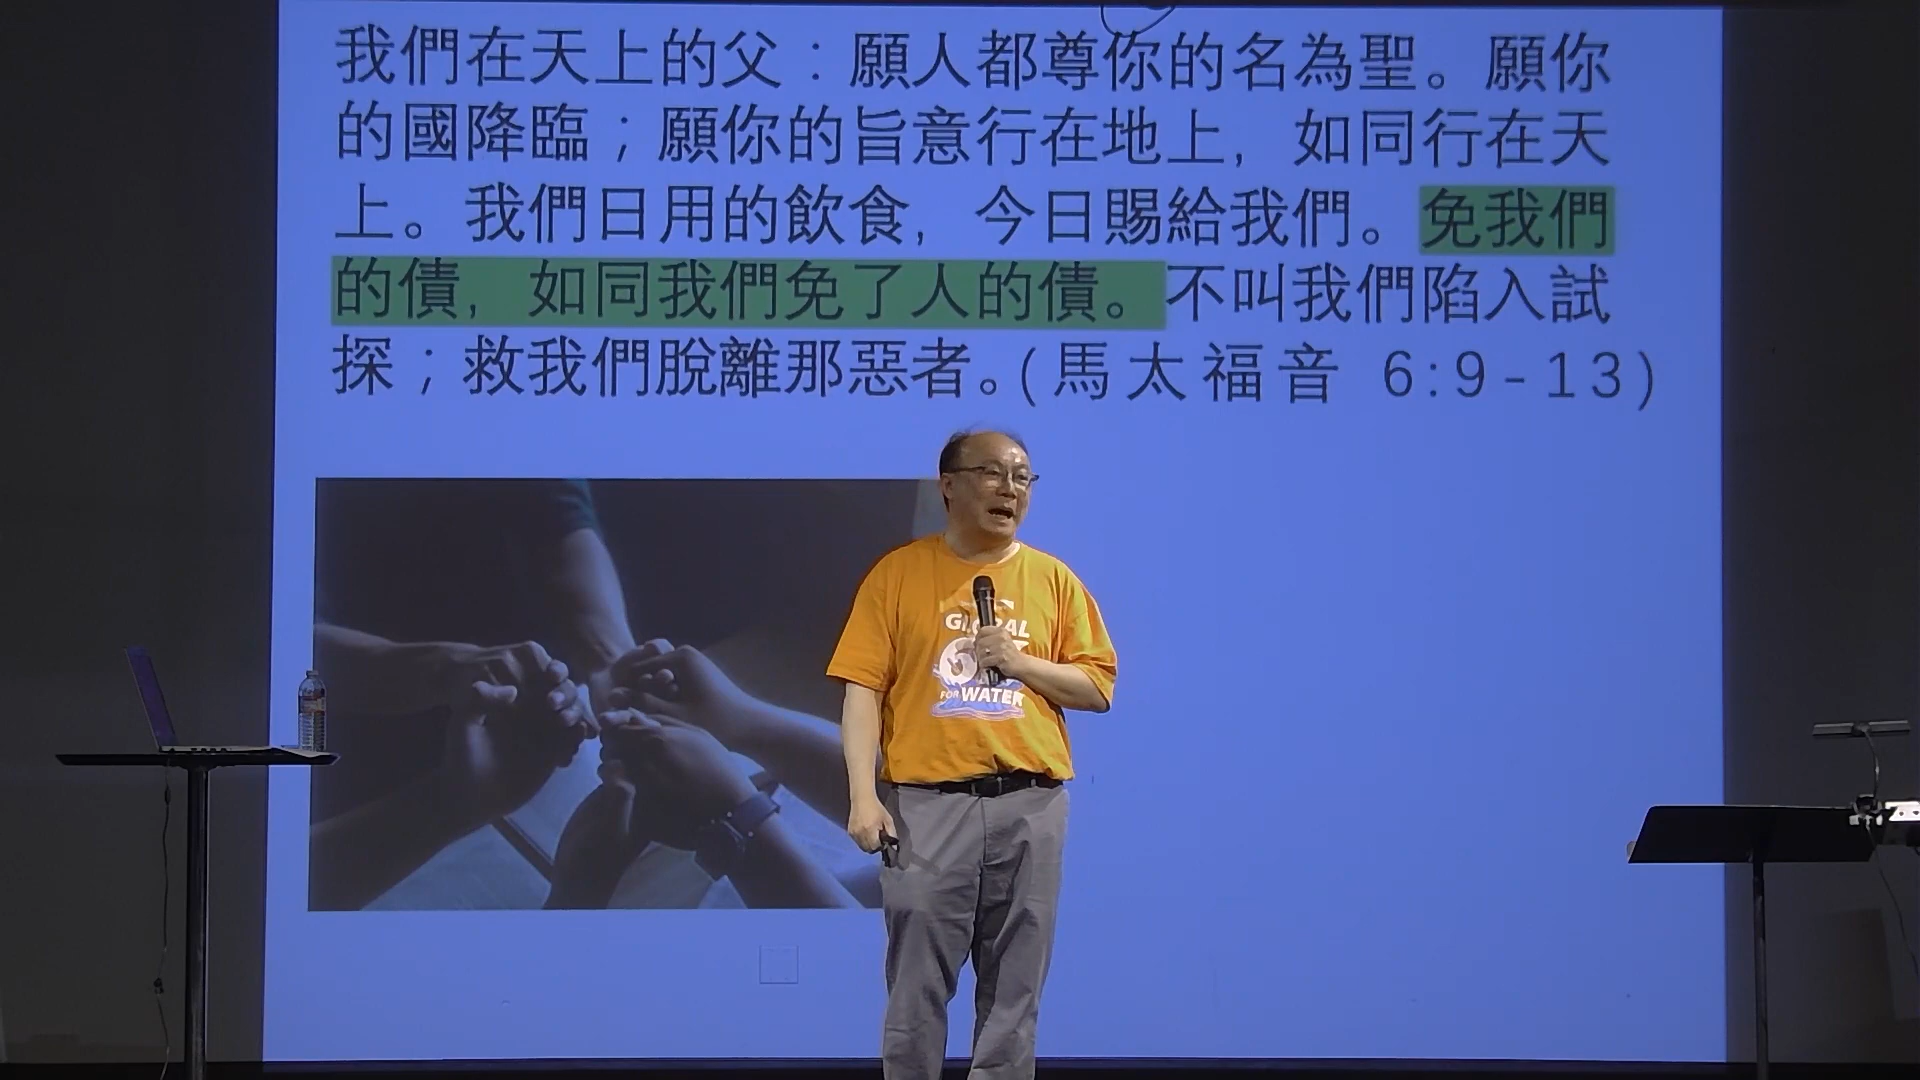 我們在天上的父：願人都尊你的名為聖。願你
的國降臨；願你的旨意行在地上，如同行在天
上。我們日用的飲食，今日賜給我們。免我們
的債，如同我們免了人的債。不叫我們陷入試
探；救我們脫離那惡者。(馬太福音 6:9-13)
GLOBAL
FOR WATER